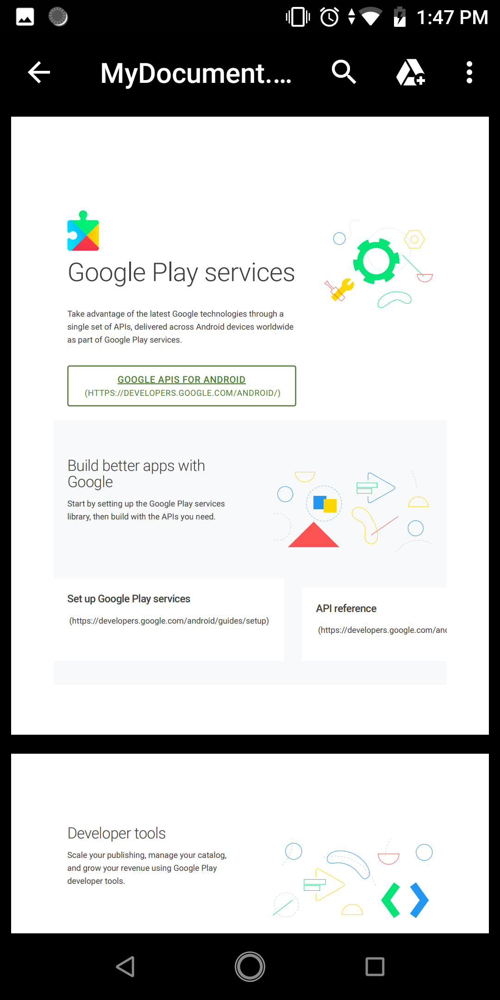 1:47 PM
MyDocument....
Google Play services
Take advantage of the latest Google technologies through a
single set of APIs, delivered across Android devices worldwide
as part of Google Play services.
GOOGLE APIS FOR ANDROID
(HTTPS://DEVELOPERS.GOOGLE.COM/ANDROID/)
Build better apps with
Google
Start by setting up the Google Play services
library, then build with the APIs you need.
Set up Google Play services
(https://developers.google.com/android/guides/setup)
API reference
(https://developers.google.com/and
Developer tools
Scale your publishing, manage your catalog,
and grow your revenue using Google Play
developer tools.